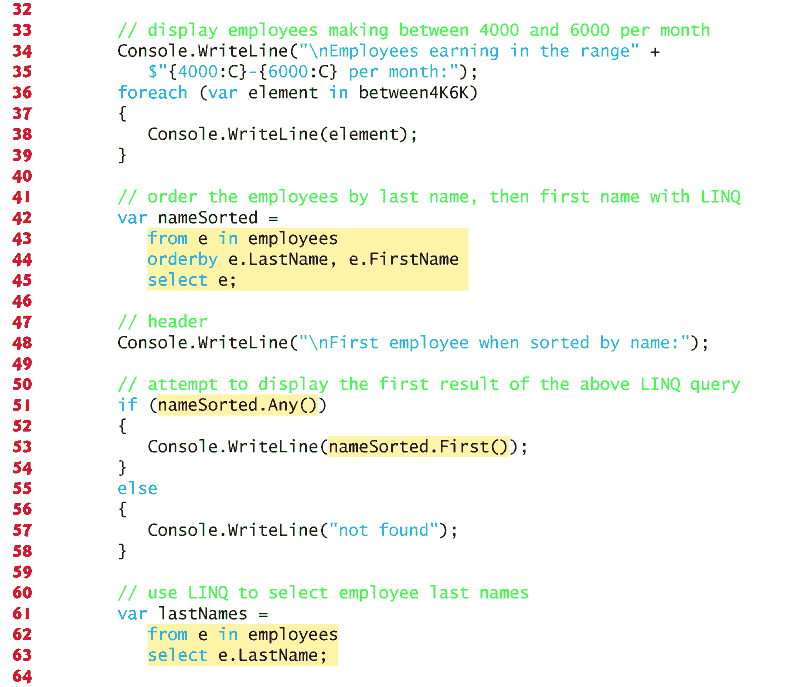 32
33 // display employees making between 4000 and 6000 per month
34 Console.WriteLine("\nEmployees earning in the range" +
35 $"{4000:C}-{6000:C} per month:");
36 foreach (var element in between4K6K)
37 {
38 Console.WriteLine(element);
39 }
40
41 // order the employees by last name, then first name with LINQ
42 var nameSorted =
43 from e in employees
44 orderby e.LastName, e.FirstName
45 select e;
46
47 // header
48 Console.WriteLine("\nFirst employee when sorted by name:");
49
50 // attempt to display the first result of the above LINQ query
51 if (nameSorted.Any())
52 {
53 Console.WriteLine(nameSorted.First());
54 }
55 else
56 {
57 Console.WriteLine("not found");
58 }
59
60 // use LINQ to select employee last names
61 var lastNames =
62 from e in employees
63 select e.LastName;
64